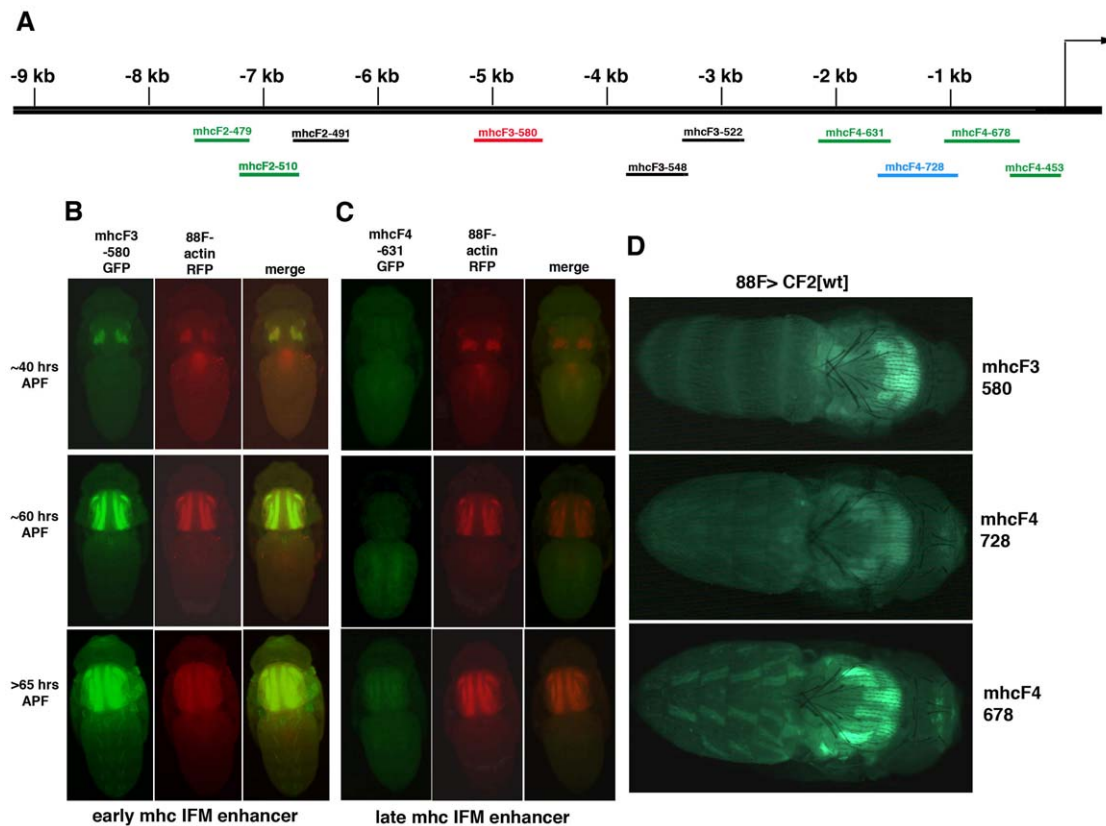 A
-9 kb -8 kb -7 kb -6 kb -5 kb -4 kb -3 kb -2 kb -1 kb
mhcF2-479 mhcF2-491 mhcF3-580 mhcF3-522 mhcF4-631 mhcF4-678
mhcF2-510 mhcF3-548 mhcF4-728 mhcF4-453
B
mhcF3
-580
GFP
88F-
actin
RFP
merge
~40 hrs
APF
~60 hrs
APF
>65 hrs
APF
early mhc IFM enhancer
C
mhcF4
-631
GFP
88F-
actin
RFP
merge
late mhc IFM enhancer
D
88F> CF2[wt]
mhcF3
580
mhcF4
728
mhcF4
678